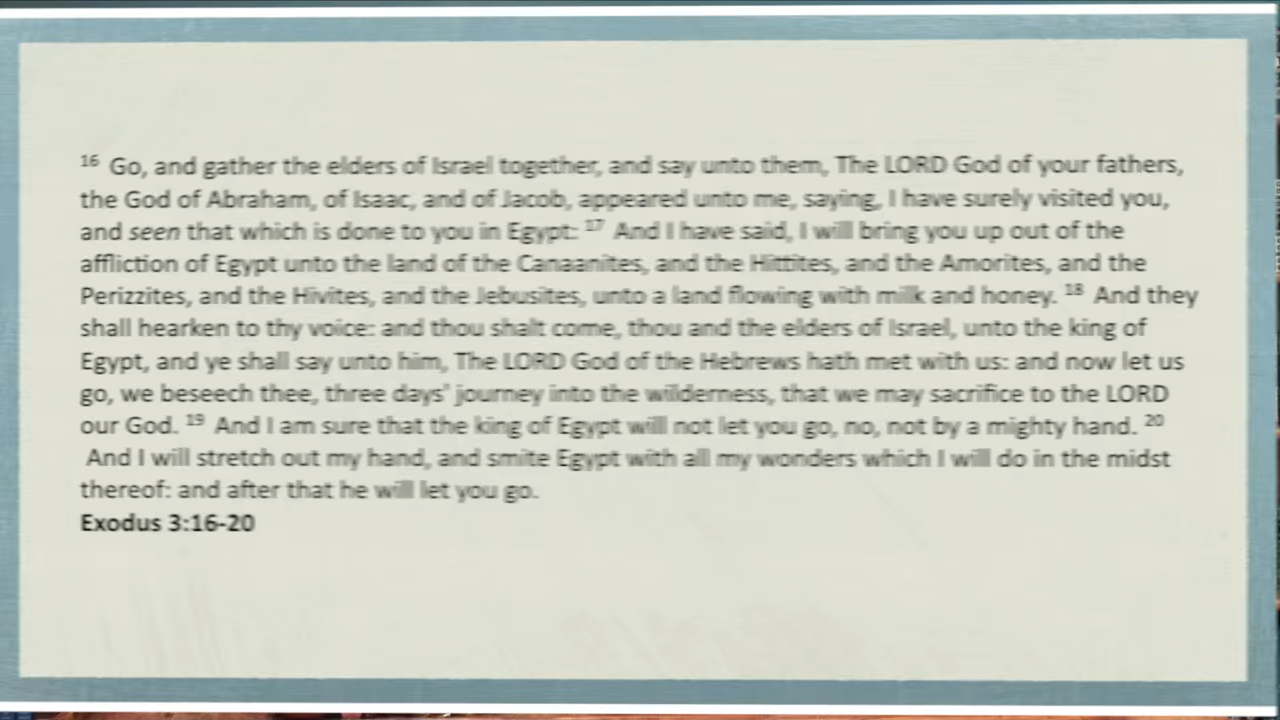 16 Go, and gather the elders of Israel together, and say unto them, The LORD God of your fathers,
the God of Abraham, of Isaac, and of Jacob, appeared unto me, saying, I have surely visited you,
and seen that which is done to you in Egypt: 17 And I have said, I will bring you up out of the
affliction of Egypt unto the land of the Canaanites, and the Hittites, and the Amorites, and the
Perizzites, and the Hivites, and the Jebusites, unto a land flowing with milk and honey. 18 And they
shall hearken to thy voice: and thou shalt come, thou and the elders of Israel, unto the king of
Egypt, and ye shall say unto him, The LORD God of the Hebrews hath met with us: and now let us
go, we beseech thee, three days' journey into the wilderness, that we may sacrifice to the LORD
our God. 19 And I am sure that the king of Egypt will not let you go, no, not by a mighty hand. 20
And I will stretch out my hand, and smite Egypt with all my wonders which I will do in the midst
thereof: and after that he will let you go.
Exodus 3:16-20